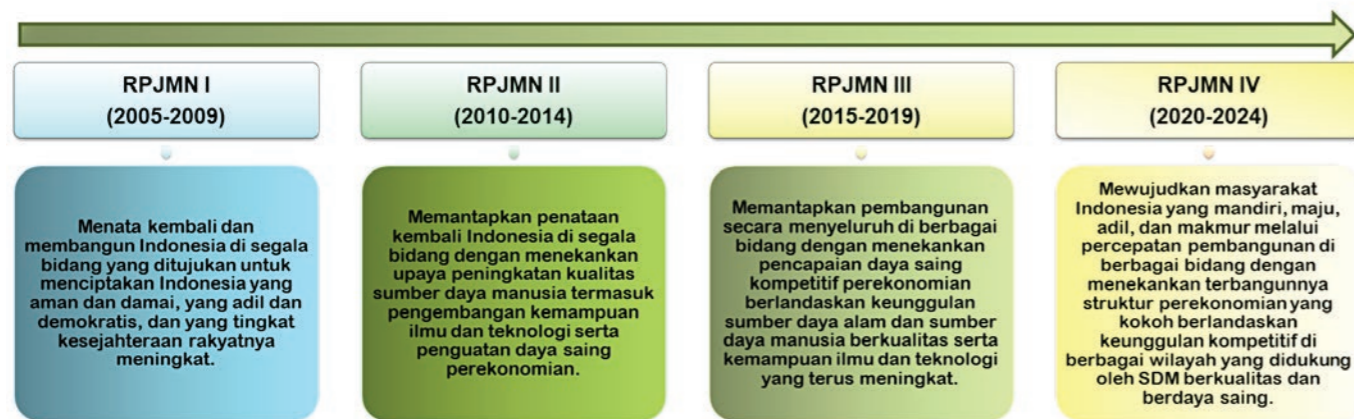 RPJMN I
(2005-2009)
Menata kembali dan
membangun Indonesia di segala
bidang yang ditujukan untuk
menciptakan Indonesia yang
aman dan damai, yang adil dan
demokratis, dan yang tingkat
kesejahteraan rakyatnya
meningkat.
RPJMN II
(2010-2014)
Memantapkan penataan
kembali Indonesia di segala
bidang dengan menekankan
upaya peningkatan kualitas
sumber daya manusia termasuk
pengembangan kemampuan
ilmu dan teknologi serta
penguatan daya saing
perekonomian.
RPJMN III
(2015-2019)
Memantapkan pembangunan
secara menyeluruh di berbagai
bidang dengan menekankan
pencapaian daya saing
kompetitif perekonomian
berlandaskan keunggulan
sumber daya alam dan sumber
daya manusia berkualitas serta
kemampuan ilmu dan teknologi
yang terus meningkat.
RPJMN IV
(2020-2024)
Mewujudkan masyarakat
Indonesia yang mandiri, maju,
adil, dan makmur melalui
percepatan pembangunan di
berbagai bidang dengan
menekankan terbangunnya
struktur perekonomian yang
kokoh berlandaskan
keunggulan kompetitif di
berbagai wilayah yang didukung
oleh SDM berkualitas dan
berdaya saing.